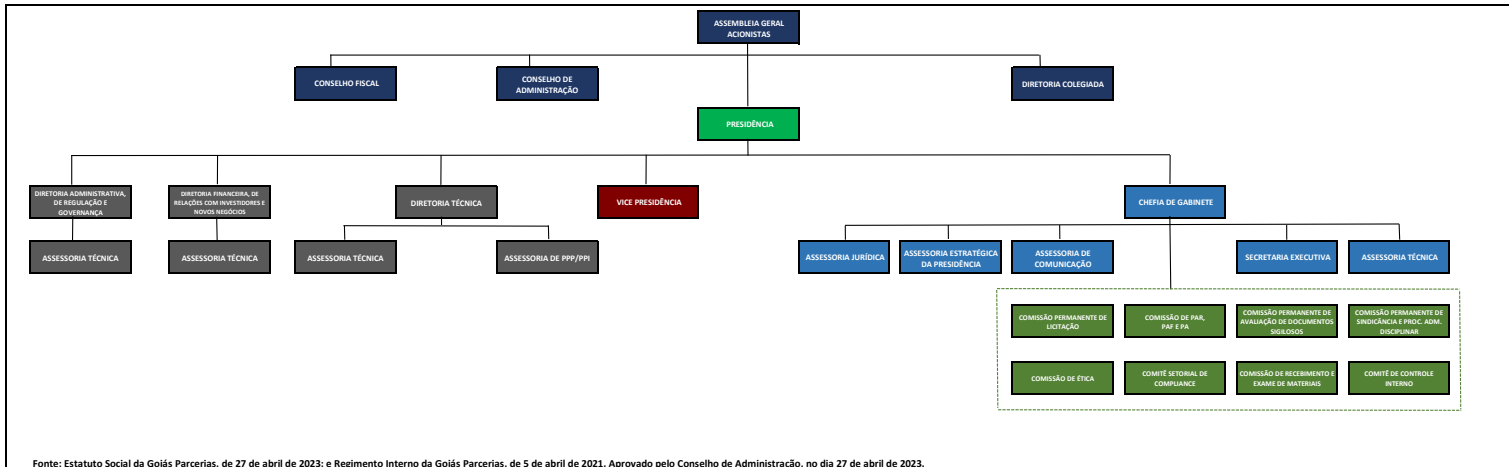 ASSEMBLEIA GERAL
ACIONISTAS
CONSELHO FISCAL
CONSELHO DE
ADMINISTRAÇÃO
DIRETORIA COLEGIADA
PRESIDÊNCIA
DIRETORIA ADMINISTRATIVA,
DE REGULAÇÃO E
GOVERNANÇA
DIRETORIA FINANCEIRA, DE
RELAÇÕES COM INVESTIDORES E
NOVOS NEGÓCIOS
DIRETORIA TÉCNICA
VICE PRESIDÊNCIA
CHEFIA DE GABINETE
ASSESSORIA TÉCNICA
ASSESSORIA TÉCNICA
ASSESSORIA TÉCNICA
ASSESSORIA DE PPP/PPI
ASSESSORIA JURÍDICA
ASSESSORIA ESTRATÉGICA
DA PRESIDÊNCIA
ASSESSORIA DE
COMUNICAÇÃO
SECRETARIA EXECUTIVA
ASSESSORIA TÉCNICA
COMISSÃO PERMANENTE DE
LICITAÇÃO
COMISSÃO DE PAR,
PAF E PA
COMISSÃO PERMANENTE DE
AVALIAÇÃO DE DOCUMENTOS
SIGILOSOS
COMISSÃO PERMANENTE DE
SINDICÂNCIA E PROC. ADM.
DISCIPLINAR
COMISSÃO DE ÉTICA
COMITÊ SETORIAL DE
COMPLIANCE
COMISSÃO DE RECEBIMENTO E
EXAME DE MATERIAIS
COMITÊ DE CONTROLE
INTERNO
Fonte: Estatuto Social da Goiás Parcerias, de 27 de abril de 2023; e Regimento Interno da Goiás Parcerias, de 5 de abril de 2021. Aprovado pelo Conselho de Administração, no dia 27 de abril de 2023.